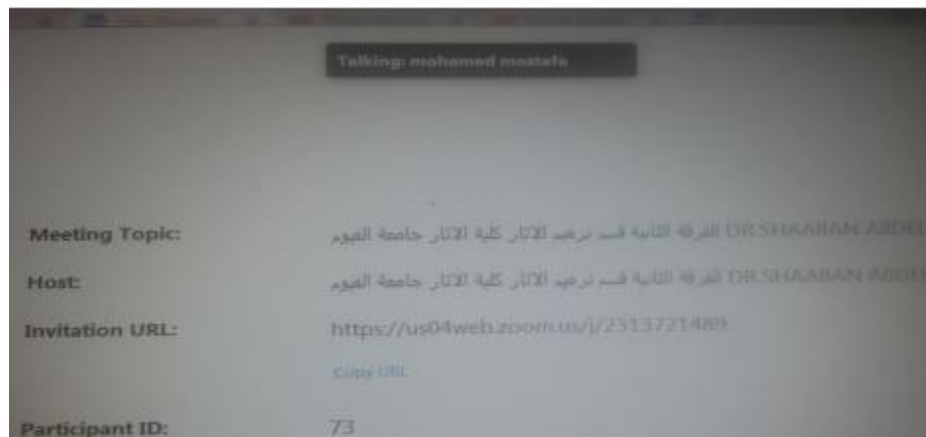 Talking: mohamed mostafa
Meeting Topic: DR.SHAABAN ABDEL الفرقة الثانية قسم ترميم الاثار كلية الاثار جامعة الفيوم
Host: DR.SHAABAN ABDEL الفرقة الثانية قسم ترميم الاثار كلية الاثار جامعة الفيوم
Invitation URL: https://us04web.zoom.us/j/2313721489
Copy URL
Participant ID: 73